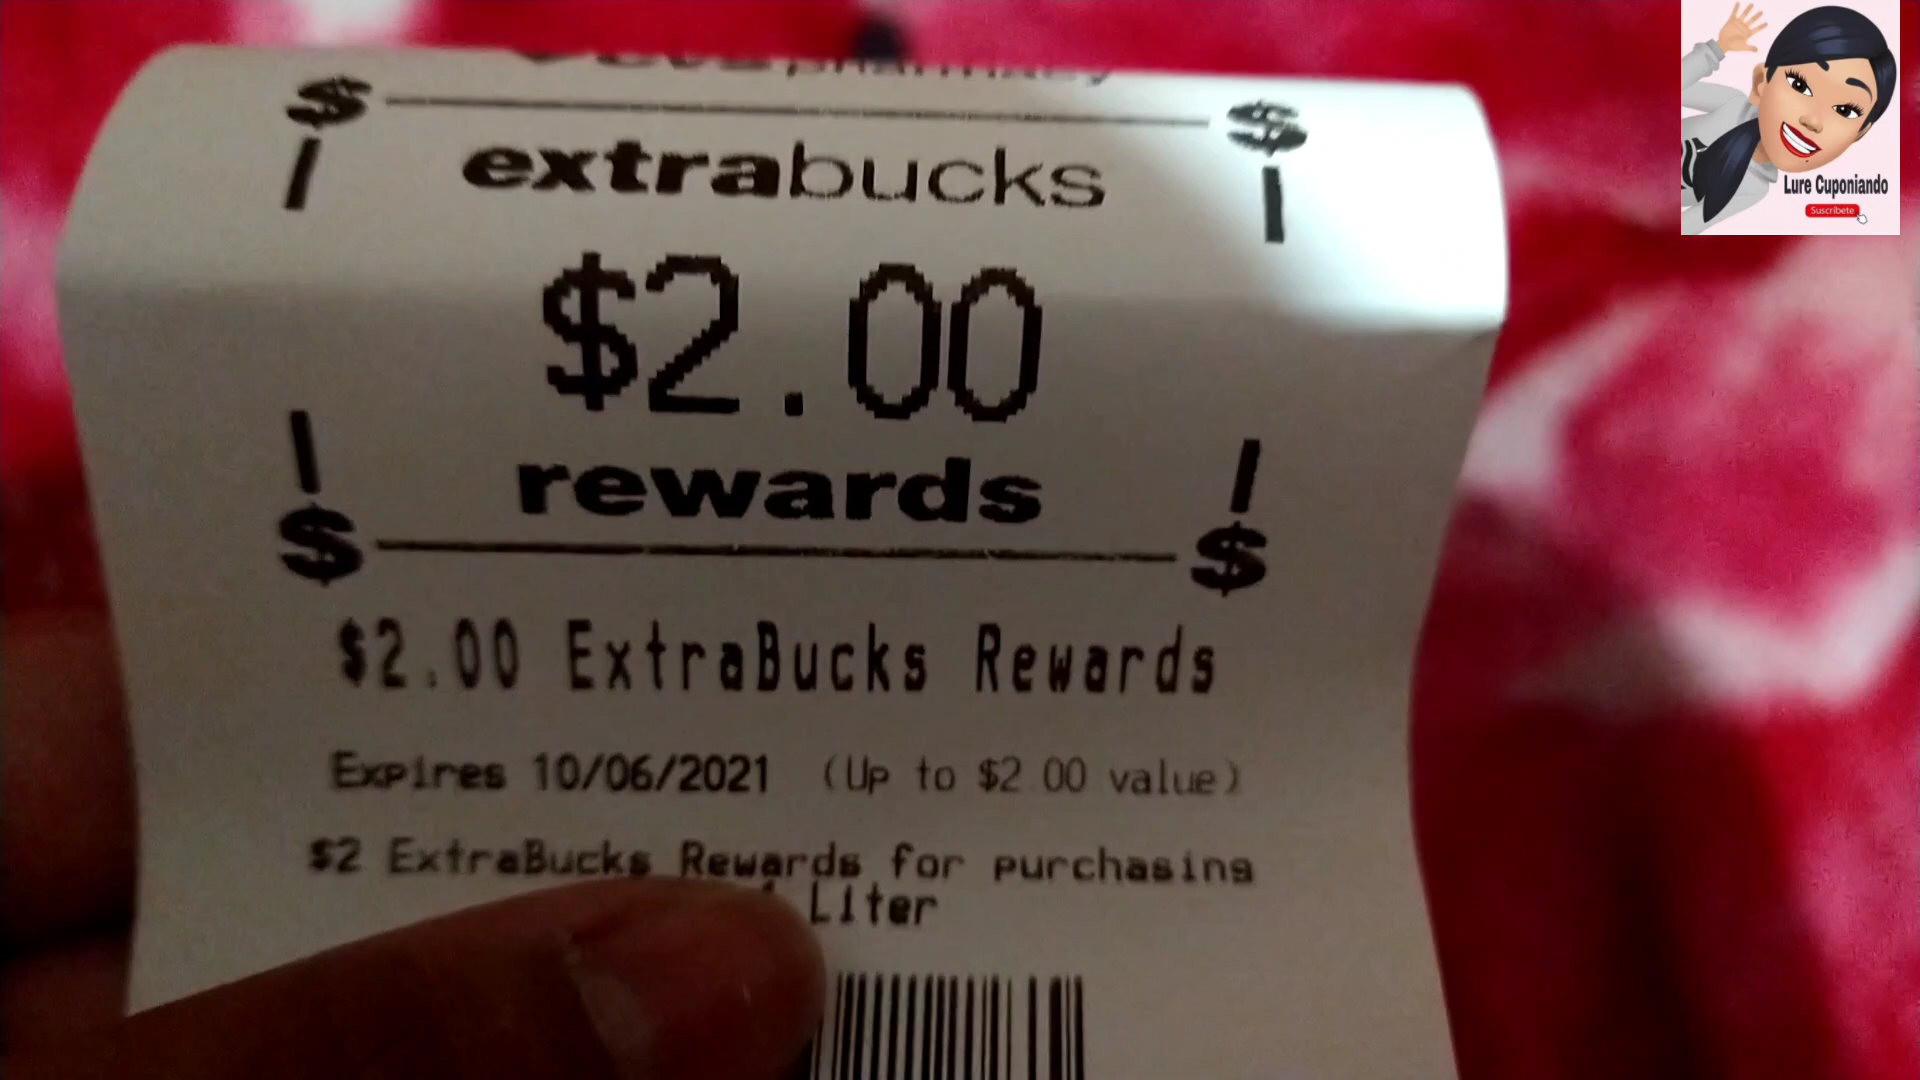 pharmacy
$ $
extrabucks
$2.00
rewards
$ $
$2.00 ExtraBucks Rewards
Expires 10/06/2021 (Up to $2.00 value)
$2 ExtraBucks Rewards for purchasing
Liter
Lure Cuponiando
Suscríbete